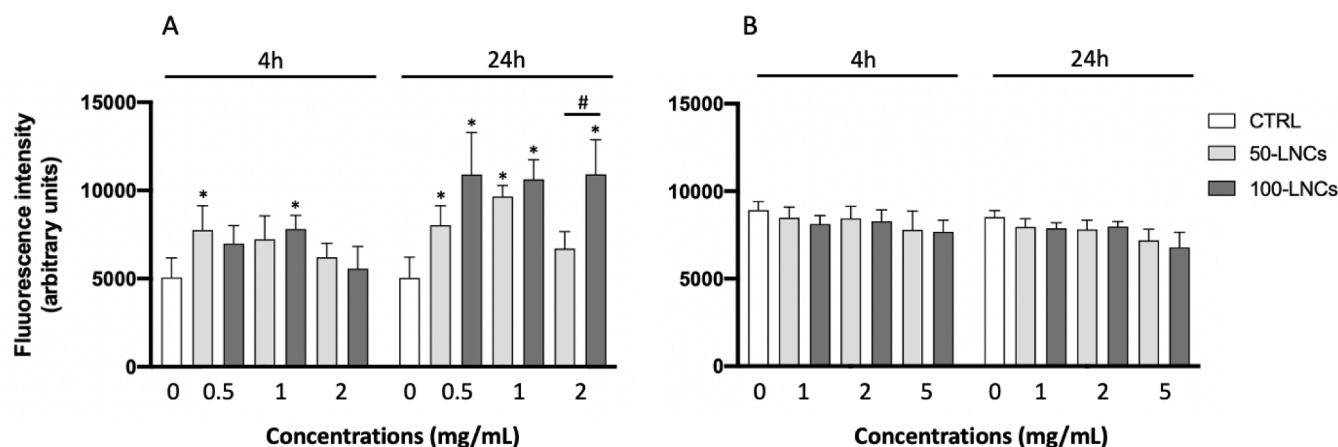 A
B
4h
24h
4h
24h
Fluuorescence intensity
(arbitrary units)
15000
10000
5000
0
* * * * * * *
#
15000
10000
5000
0
CTRL
50-LNCs
100-LNCs
0 0.5 1 2 0 0.5 1 2
0 1 2 5 0 1 2 5
Concentrations (mg/mL)
Concentrations (mg/mL)